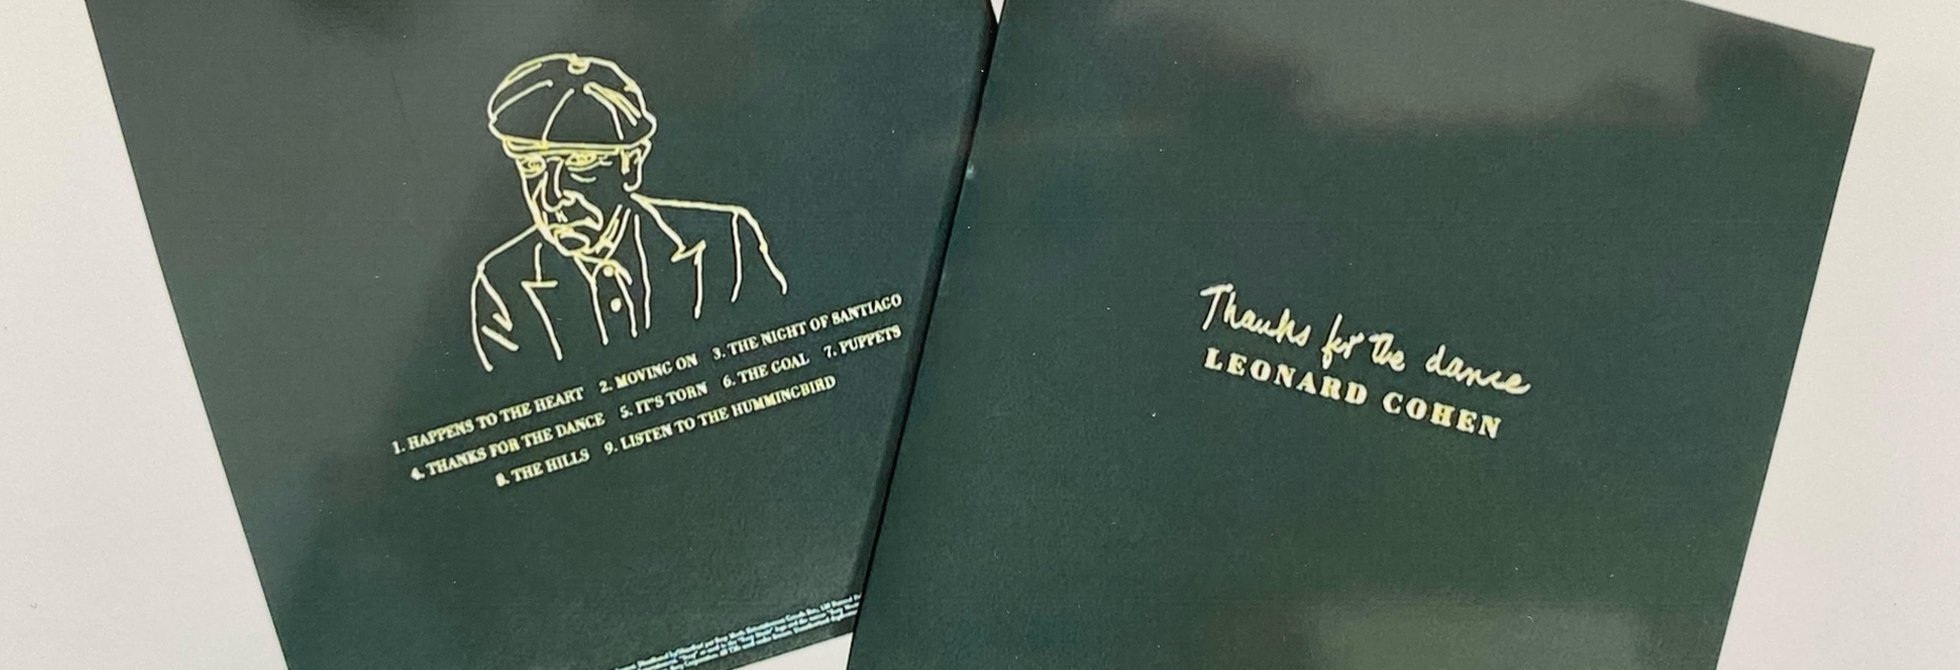 1. HAPPENS TO THE HEART 2. MOVING ON 3. THE NIGHT OF SANTIAGO
4. THANKS FOR THE DANCE 5. IT'S TORN 6. THE GOAL 7. PUPPETS
8. THE HILLS 9. LISTEN TO THE HUMMINGBIRD
Thanks for the dance
LEONARD COHEN